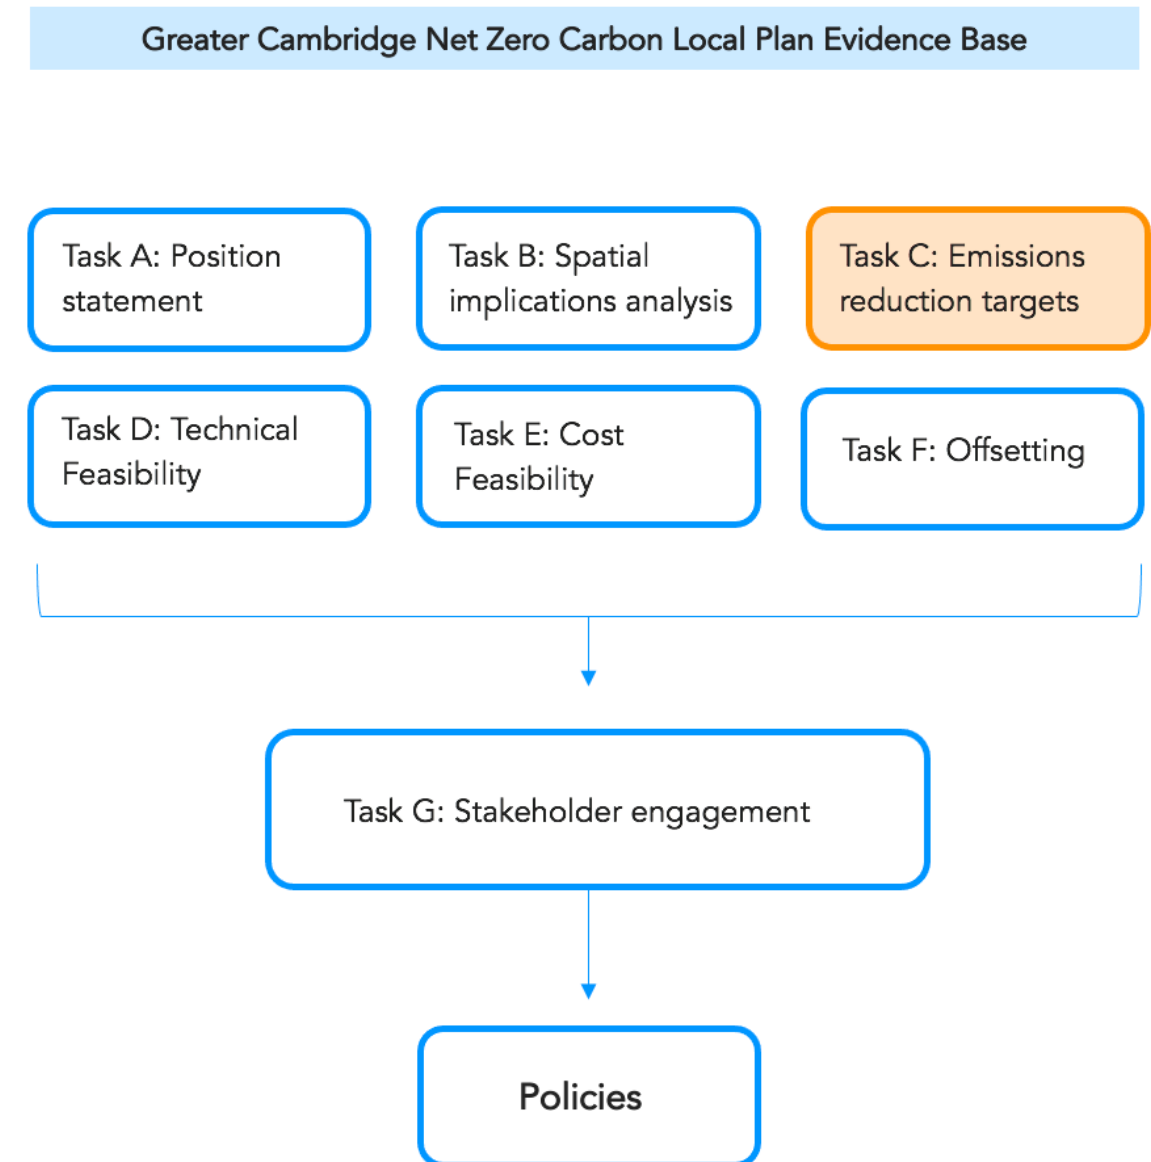 Greater Cambridge Net Zero Carbon Local Plan Evidence Base
Task A: Position
statement
Task B: Spatial
implications analysis
Task C: Emissions
reduction targets
Task D: Technical
Feasibility
Task E: Cost
Feasibility
Task F: Offsetting
Task G: Stakeholder engagement
Policies